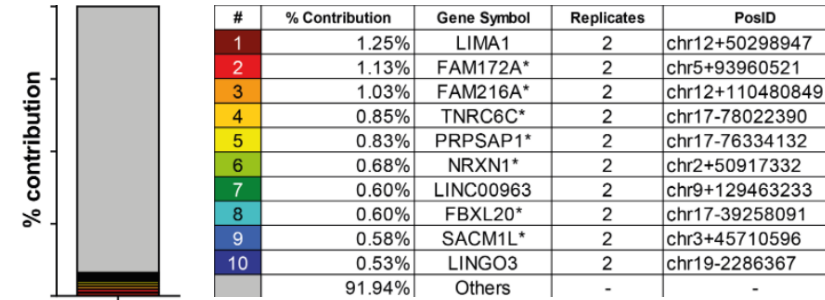 % contribution
# % Contribution Gene Symbol Replicates PosID
1 1.25% LIMA1 2 chr12+50298947
2 1.13% FAM172A* 2 chr5+93960521
3 1.03% FAM216A* 2 chr12+110480849
4 0.85% TNRC6C* 2 chr17-78022390
5 0.83% PRPSAP1* 2 chr17-76334132
6 0.68% NRXN1* 2 chr2+50917332
7 0.60% LINC00963 2 chr9+129463233
8 0.60% FBXL20* 2 chr17-39258091
9 0.58% SACM1L* 2 chr3+45710596
10 0.53% LINGO3 2 chr19-2286367
91.94% Others - -